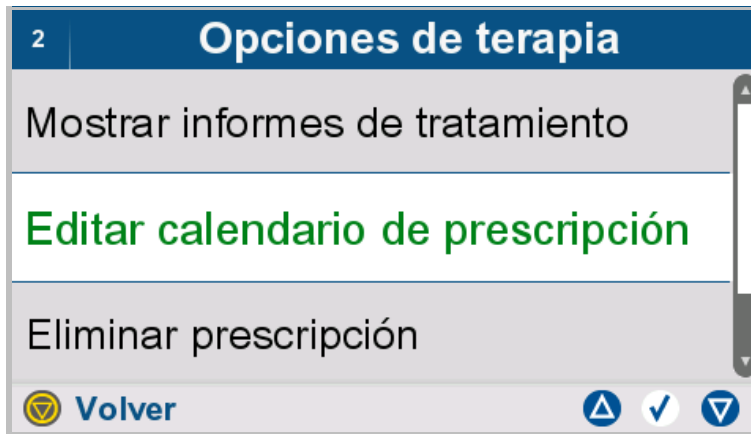 2
Opciones de terapia
Mostrar informes de tratamiento
Editar calendario de prescripción
Eliminar prescripción
Volver